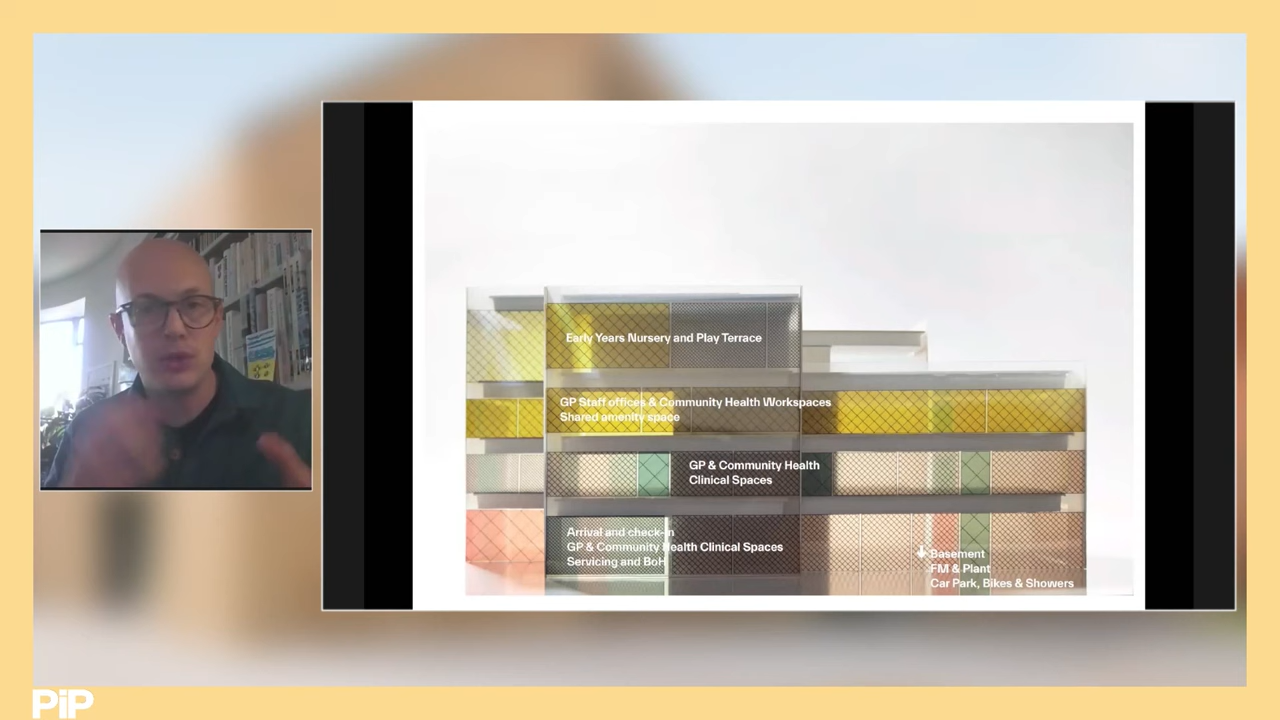 Early Years Nursery and Play Terrace
GP Staff offices & Community Health Workspaces
Shared amenity space
GP & Community Health
Clinical Spaces
Arrival and check-in
GP & Community Health Clinical Spaces
Servicing and BoH
Basement
FM & Plant
Car Park, Bikes & Showers
PiP